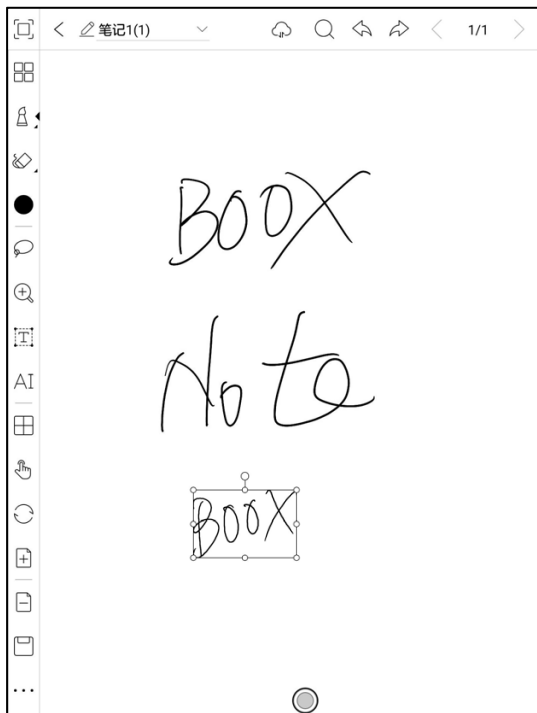 笔记1(1)
1/1
T
AI
BOOX
Note
BOOX